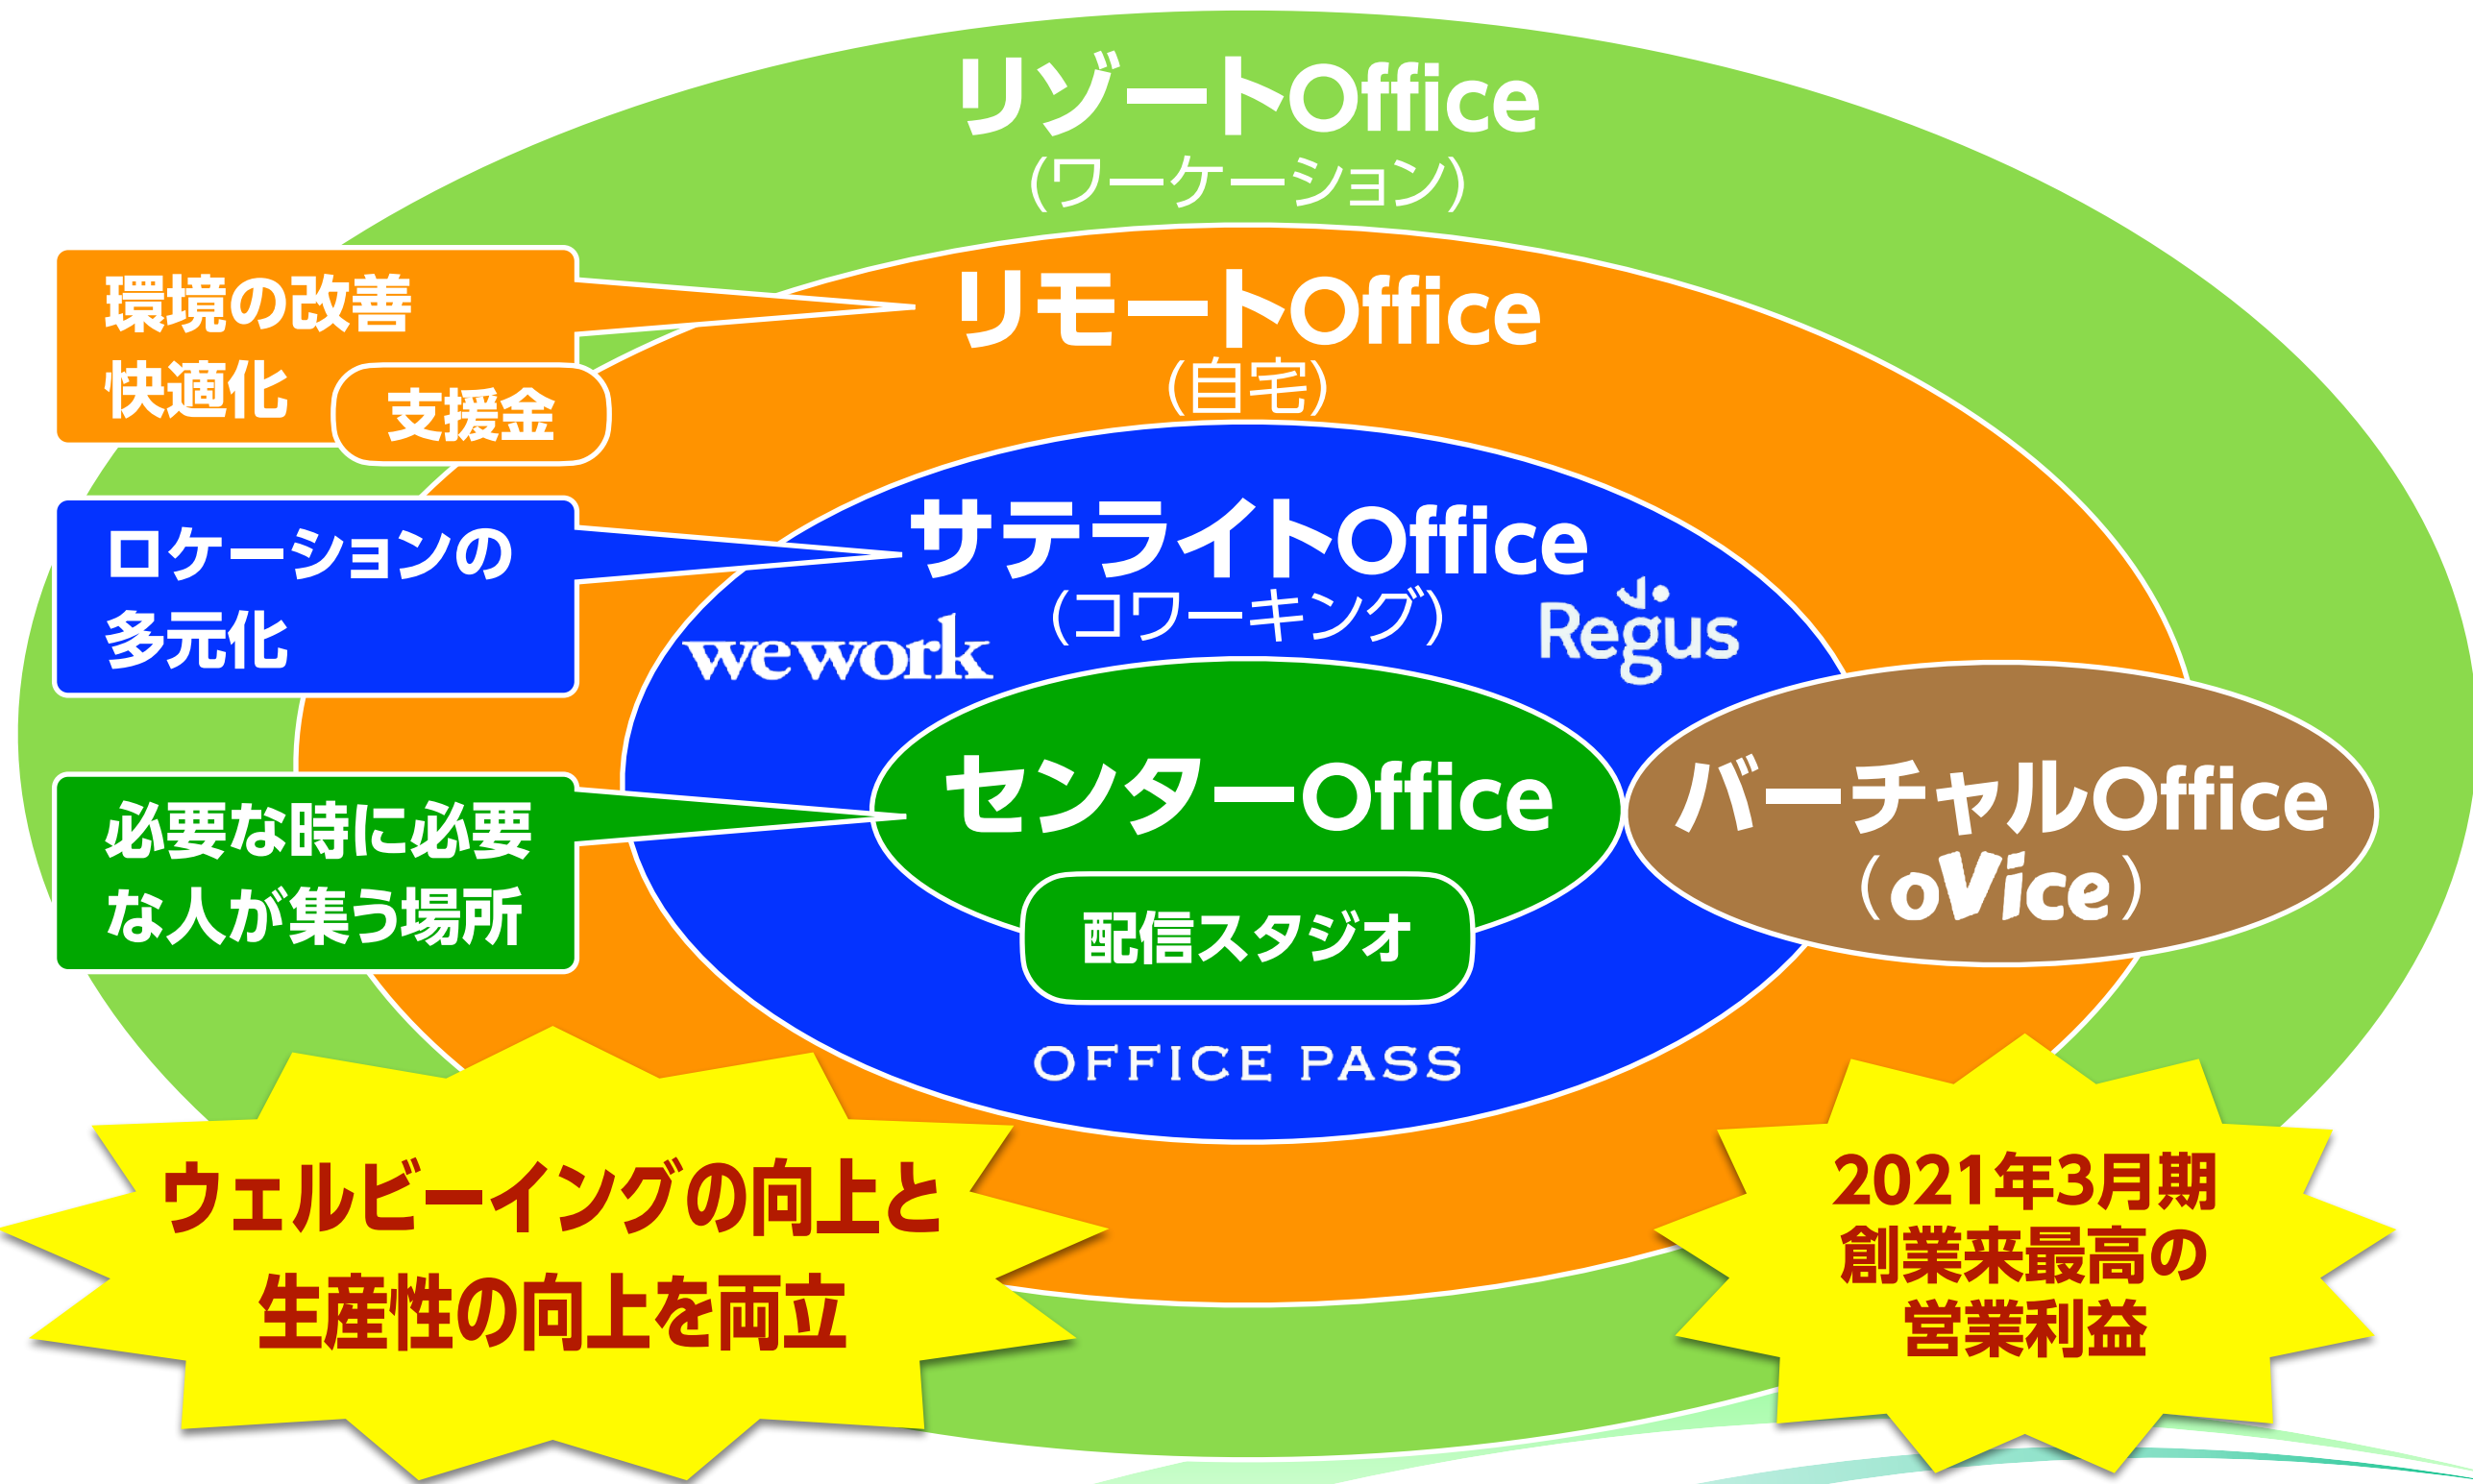 リゾートOffice
(ワーケーション)
環境の改善
快適化
支援金
リモートOffice
(自宅)
ロケーションの
多元化
サテライトOffice
(コワーキング)
wework
Regus
必要な時に必要
な人が集う場所
センターOffice
配信スタジオ
バーチャルOffice
(oVice)
OFFICE PASS
ウェルビーイングの向上と
生産性の向上を両立
2021年3月期
創業来最高の
営業利益